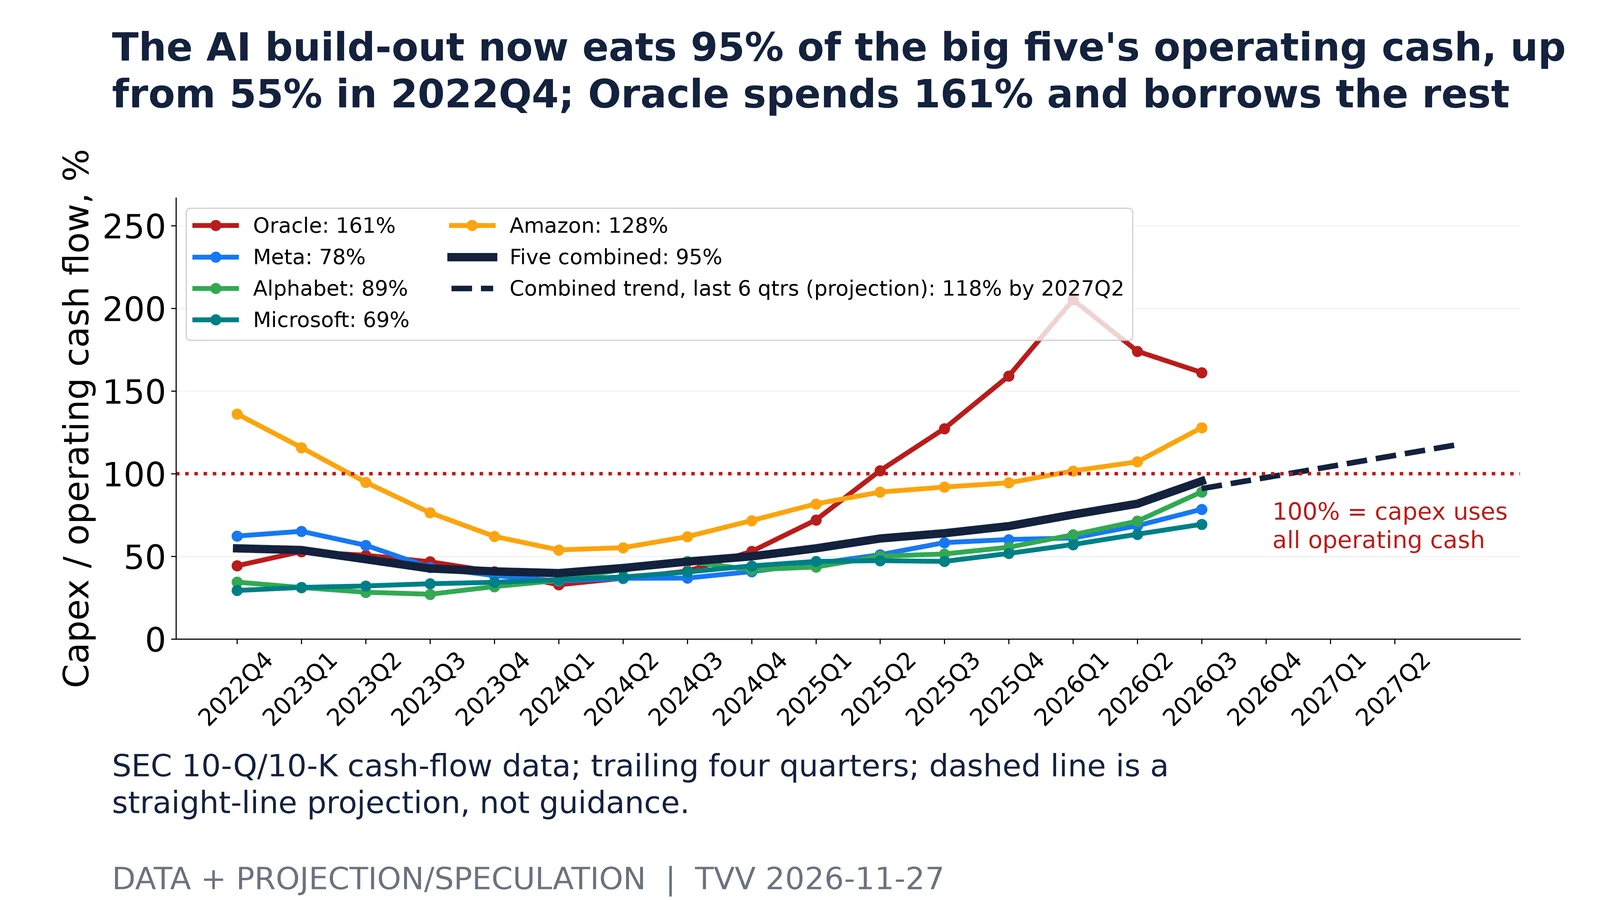 The AI build-out now eats 95% of the big five's operating cash, up
from 55% in 2022Q4; Oracle spends 161% and borrows the rest
Capex / operating cash flow, %
250
200
150
100
50
0
Oracle: 161%
Meta: 78%
Alphabet: 89%
Microsoft: 69%
Amazon: 128%
Five combined: 95%
Combined trend, last 6 qtrs (projection): 118% by 2027Q2
100% = capex uses
all operating cash
2022Q4
2023Q1
2023Q2
2023Q3
2023Q4
2024Q1
2024Q2
2024Q3
2024Q4
2025Q1
2025Q2
2025Q3
2025Q4
2026Q1
2026Q2
2026Q3
2026Q4
2027Q1
2027Q2
SEC 10-Q/10-K cash-flow data; trailing four quarters; dashed line is a
straight-line projection, not guidance.
DATA + PROJECTION/SPECULATION | TVV 2026-11-27